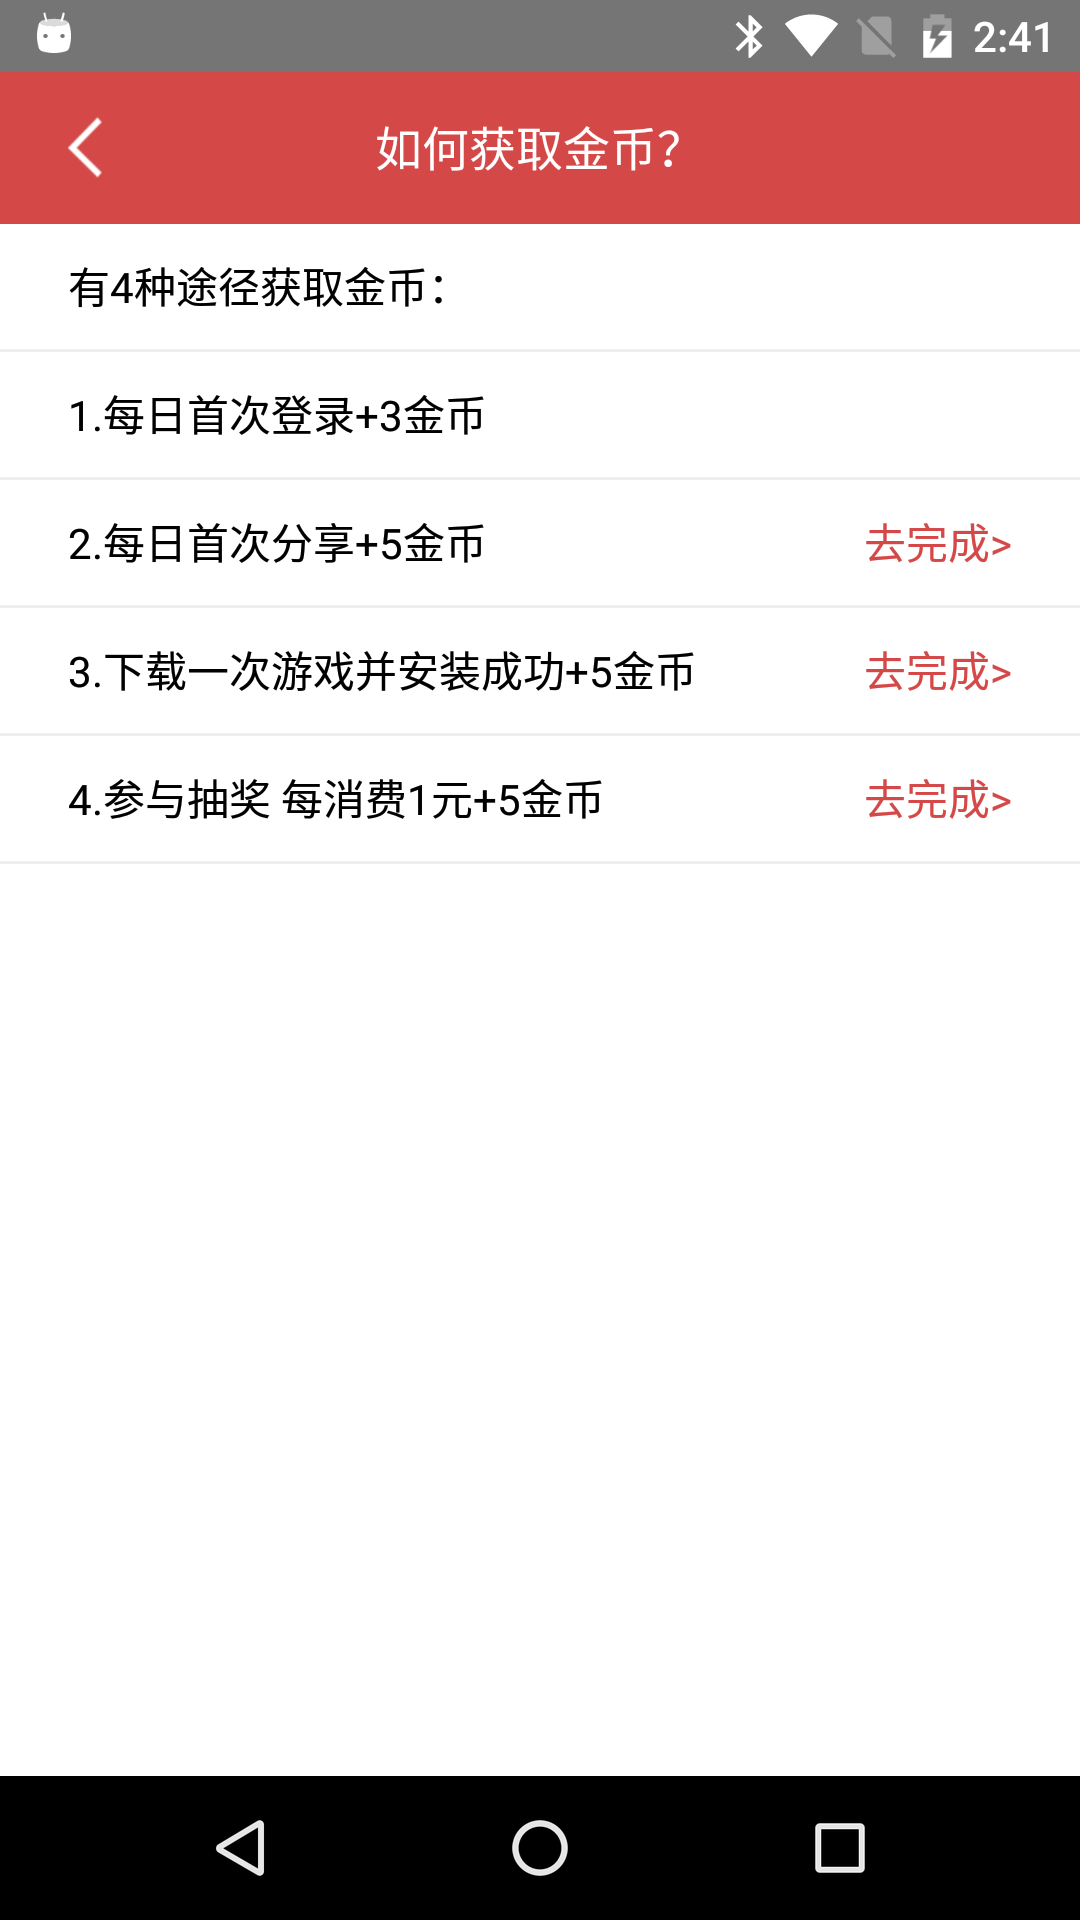 2:41
如何获取金币？
有4种途径获取金币：
1.每日首次登录+3金币
2.每日首次分享+5金币 去完成>
3.下载一次游戏并安装成功+5金币 去完成>
4.参与抽奖 每消费1元+5金币 去完成>